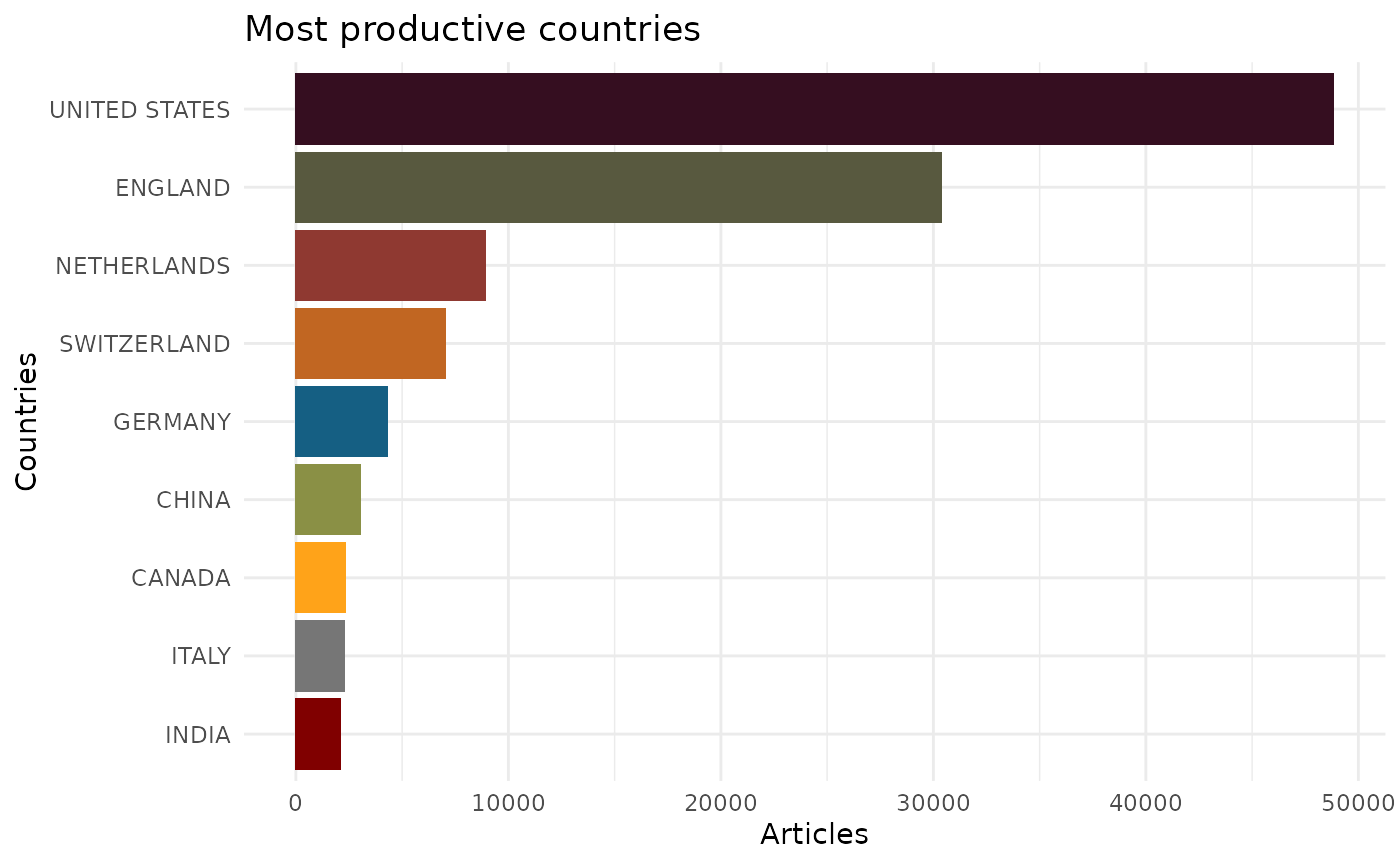 Most productive countries
UNITED STATES
ENGLAND
NETHERLANDS
SWITZERLAND
GERMANY
CHINA
CANADA
ITALY
INDIA
Countries
0 10000 20000 30000 40000 50000
Articles